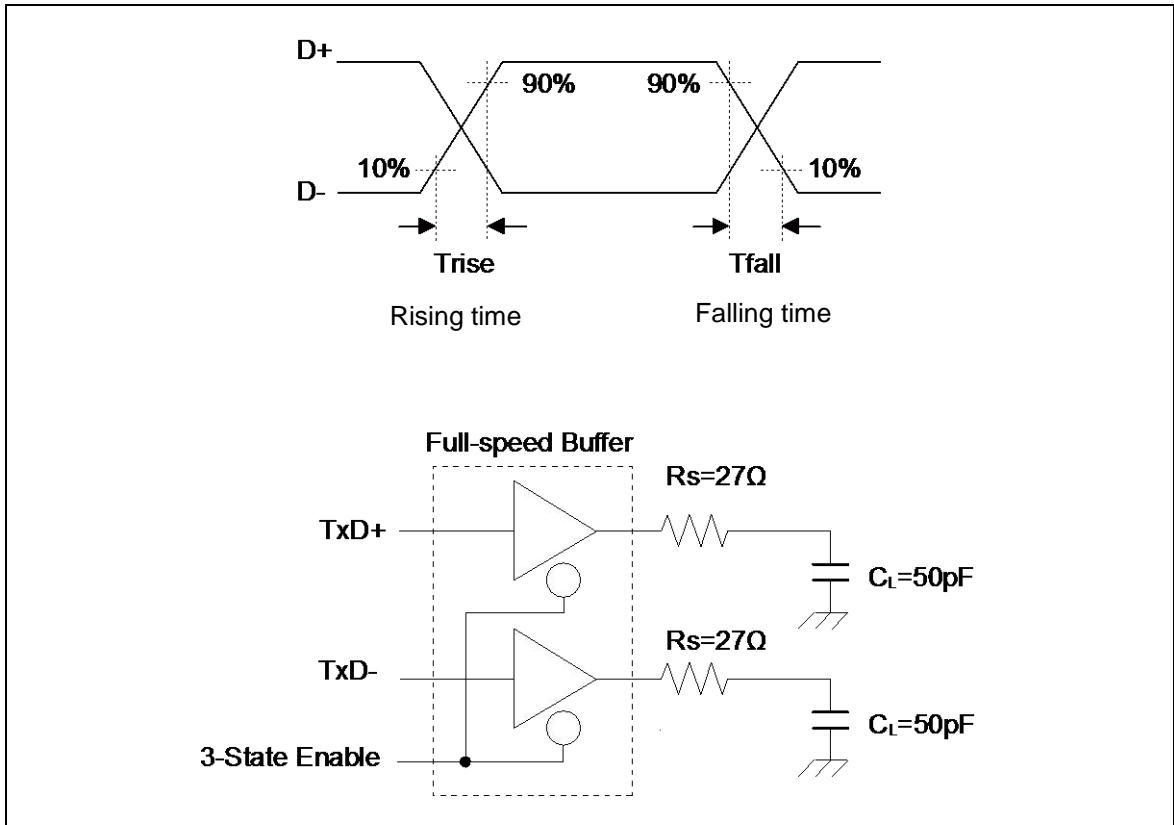 D+
90%
90%
10%
10%
D-
Trise
Tfall
Rising time
Falling time
Full-speed Buffer
Rs=27Ω
TxD+
CL=50pF
Rs=27Ω
TxD-
CL=50pF
3-State Enable